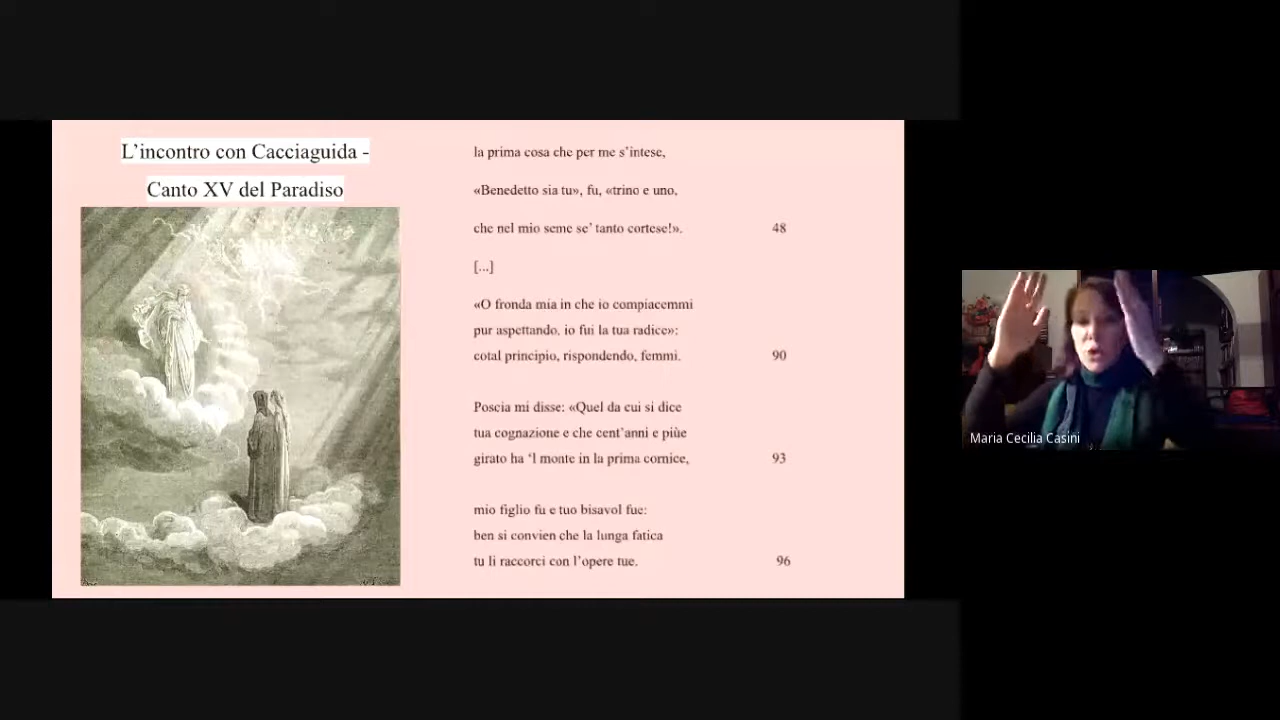 L’incontro con Cacciaguida -
Canto XV del Paradiso
la prima cosa che per me s’intese,
«Benedetto sia tu», fu, «trino e uno,
che nel mio seme se’ tanto cortese!». 48
[...]
«O fronda mia in che io compiacemmi
pur aspettando, io fui la tua radice»:
cotal principio, rispondendo, femmi. 90
Poscia mi disse: «Quel da cui si dice
tua cognazione e che cent’anni e piùe
girato ha ‘l monte in la prima cornice, 93
mio figlio fu e tuo bisavol fue:
ben si convien che la lunga fatica
tu li raccorci con l’opere tue. 96
Maria Cecilia Casini